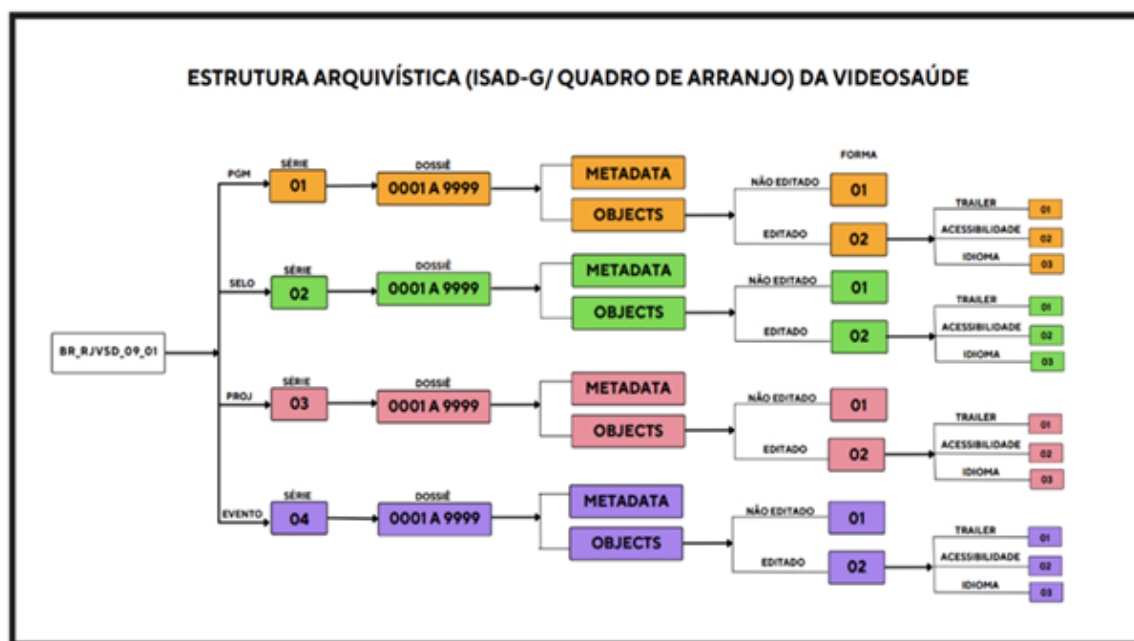 ESTRUTURA ARQUIVÍSTICA (ISAD-G/ QUADRO DE ARRANJO) DA VIDEOSAÚDE
BR_RJVSD_09_01
PGM
SÉRIE
01
DOSSIÊ
0001 A 9999
METADATA
OBJECTS
FORMA
NÃO EDITADO
01
EDITADO
02
TRAILER
01
ACESSIBILIDADE
02
IDIOMA
03
SELO
SÉRIE
02
DOSSIÊ
0001 A 9999
METADATA
OBJECTS
NÃO EDITADO
01
EDITADO
02
TRAILER
01
ACESSIBILIDADE
02
IDIOMA
03
PROJ
SÉRIE
03
DOSSIÊ
0001 A 9999
METADATA
OBJECTS
NÃO EDITADO
01
EDITADO
02
TRAILER
01
ACESSIBILIDADE
02
IDIOMA
03
EVENTO
SÉRIE
04
DOSSIÊ
0001 A 9999
METADATA
OBJECTS
NÃO EDITADO
01
EDITADO
02
TRAILER
01
ACESSIBILIDADE
02
IDIOMA
03